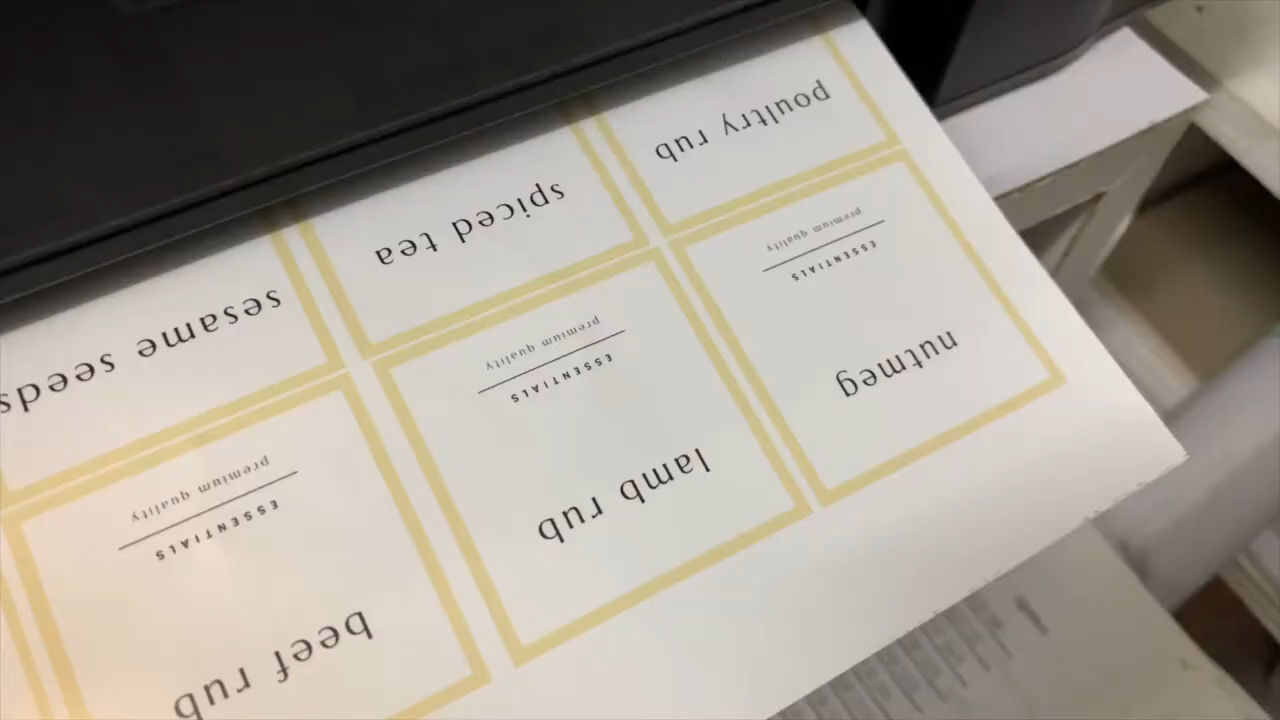 nutmeg
ESSENTIALS
premium quality
lamb rub
ESSENTIALS
premium quality
beef rub
ESSENTIALS
premium quality
poultry rub
spiced tea
sesame seeds